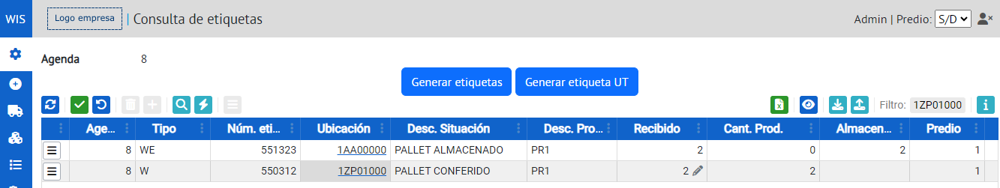 WIS Logo empresa | Consulta de etiquetas Admin | Predio: S/D
Agenda 8
Generar etiquetas Generar etiqueta UT
Filtro: 1ZP01000
Age... Tipo Núm. eti... Ubicación Desc. Situación Desc. Pro... Recibido Cant. Prod. Almacen... Predio
8 WE 551323 1AA00000 PALLET ALMACENADO PR1 2 0 2 1
8 W 550312 1ZP01000 PALLET CONFERIDO PR1 2 2 1